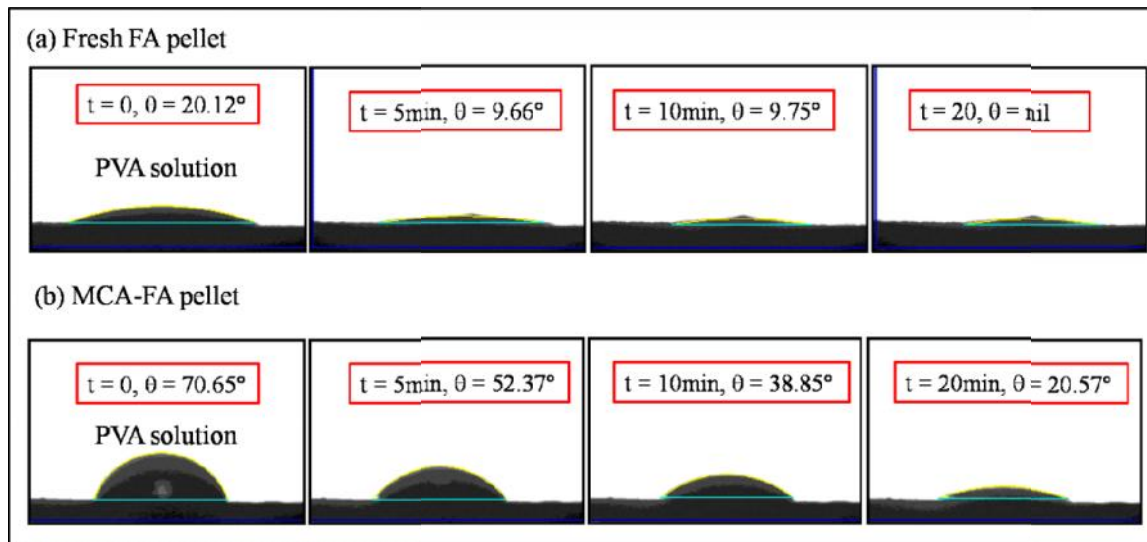 (a) Fresh FA pellet
t = 0, θ = 20.12°
t = 5min, θ = 9.66°
t = 10min, θ = 9.75°
t = 20, θ = nil
PVA solution
(b) MCA-FA pellet
t = 0, θ = 70.65°
t = 5min, θ = 52.37°
t = 10min, θ = 38.85°
t = 20min, θ = 20.57°
PVA solution